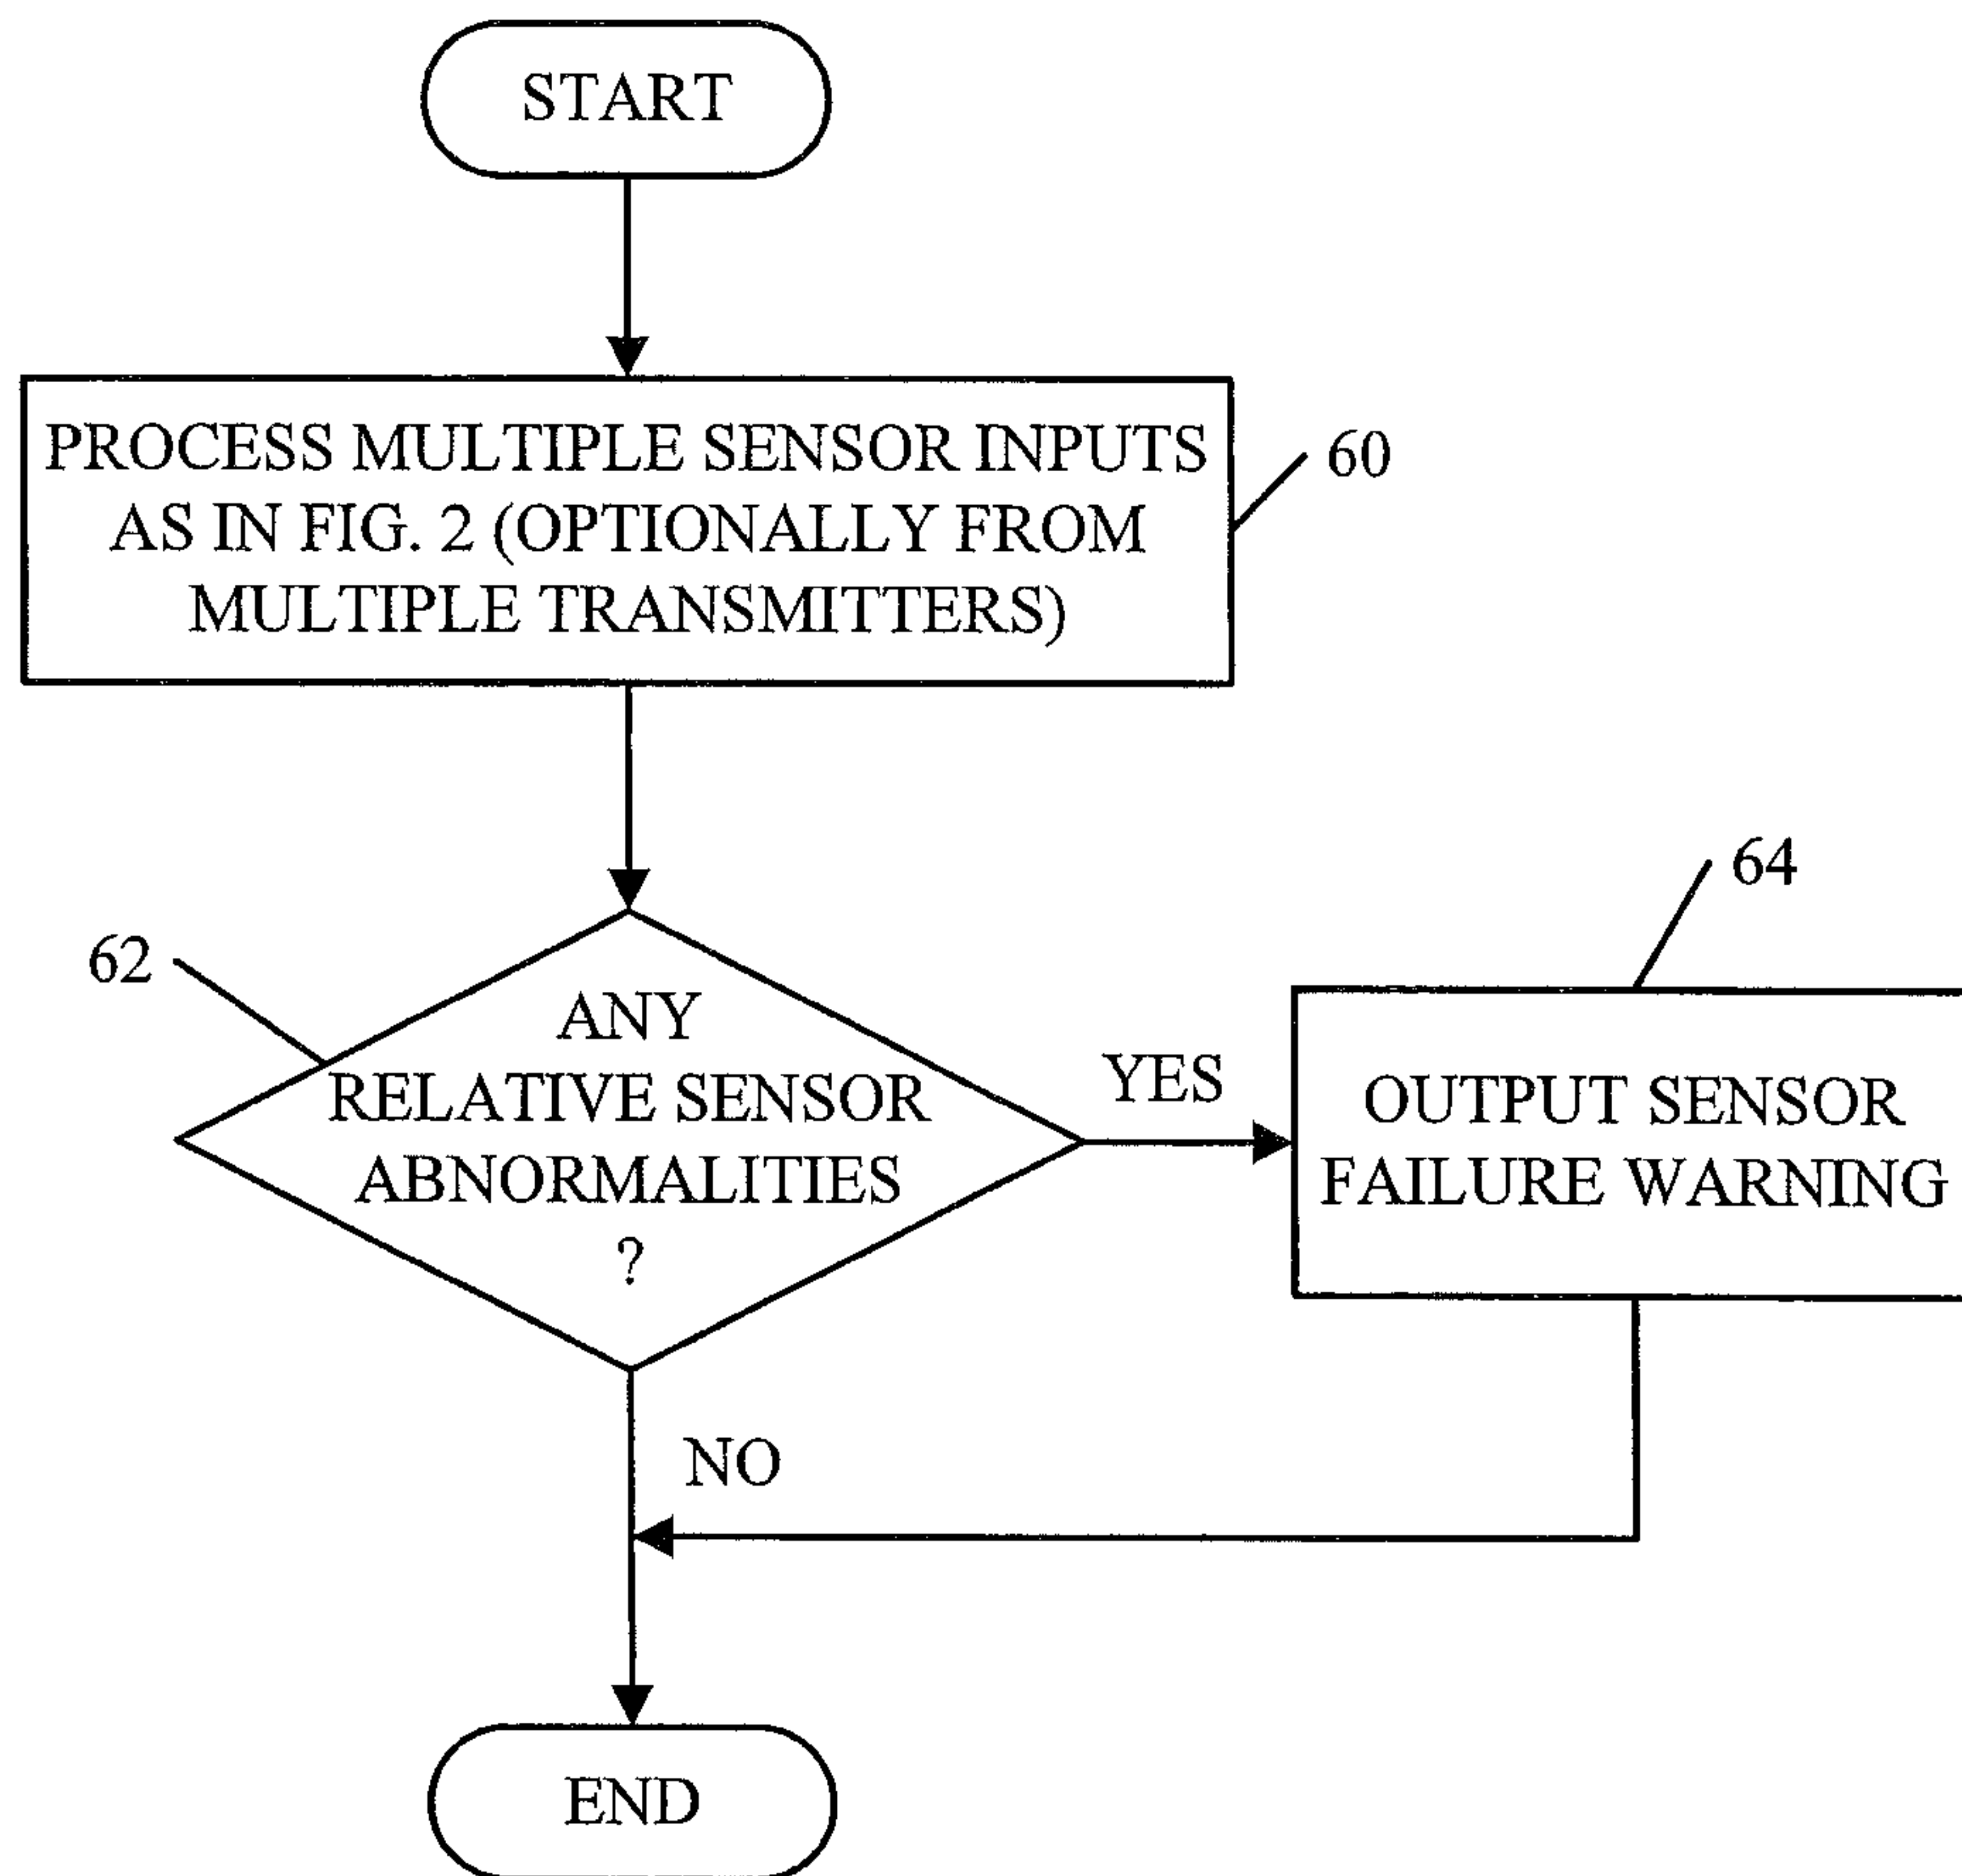 START
PROCESS MULTIPLE SENSOR INPUTS
AS IN FIG. 2 (OPTIONALLY FROM
MULTIPLE TRANSMITTERS)
60
62
ANY
RELATIVE SENSOR
ABNORMALITIES
?
YES
64
OUTPUT SENSOR
FAILURE WARNING
NO
END